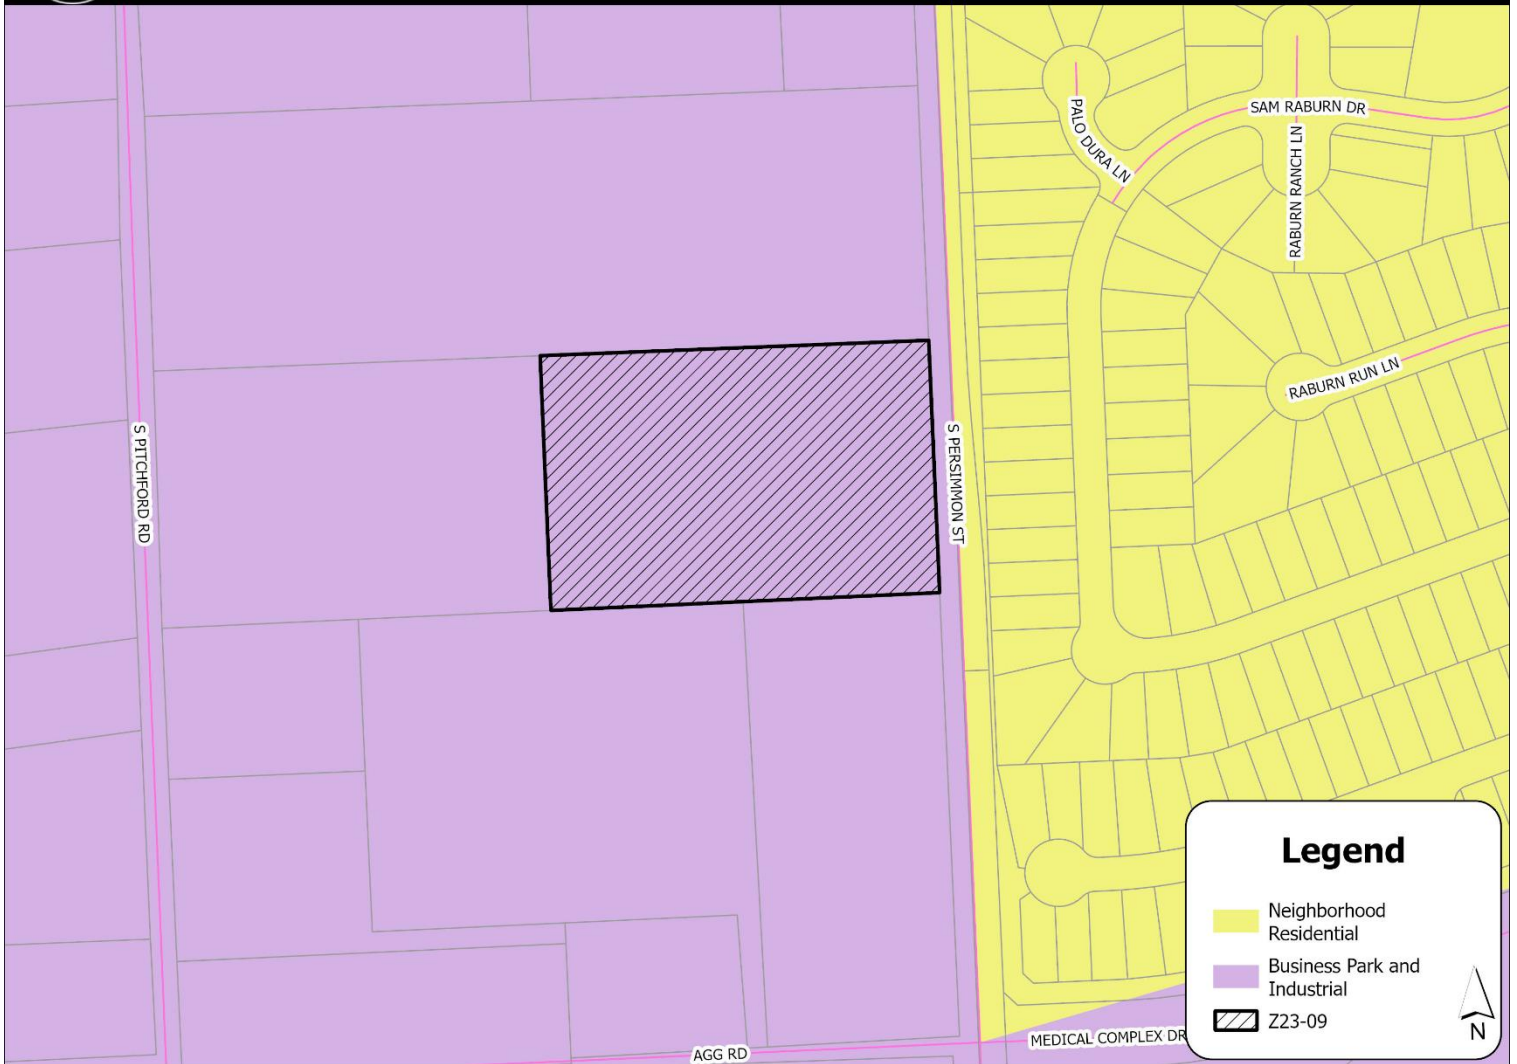 SAM RABURN DR
PALO DURA LN
RABURN RANCH LN
RABURN RUN LN
S PITCHFORD RD
S PERSIMMON ST
Legend
Neighborhood
Residential
Business Park and
Industrial
Z23-09
N
MEDICAL COMPLEX DR
AGG RD